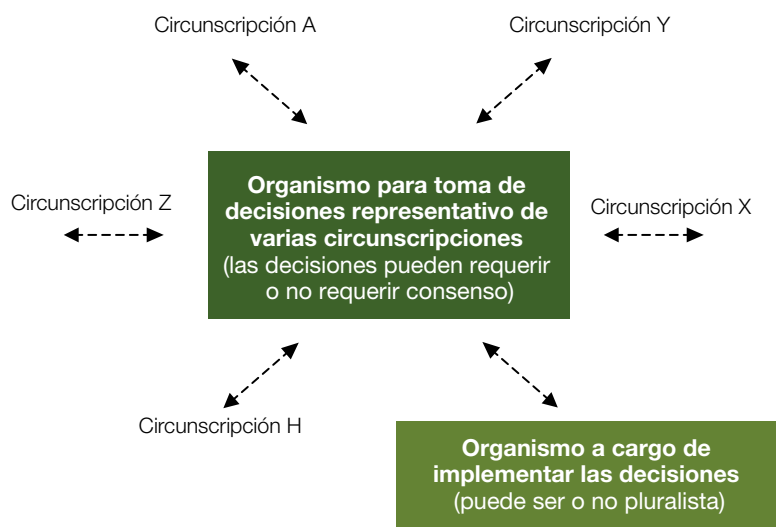 Circunscripción A
Circunscripción Y
Organismo para toma de
decisiones representativo de
varias circunscripciones
(las decisiones pueden requerir
o no requerir consenso)
Circunscripción Z
Circunscripción X
Circunscripción H
Organismo a cargo de
implementar las decisiones
(puede ser o no pluralista)